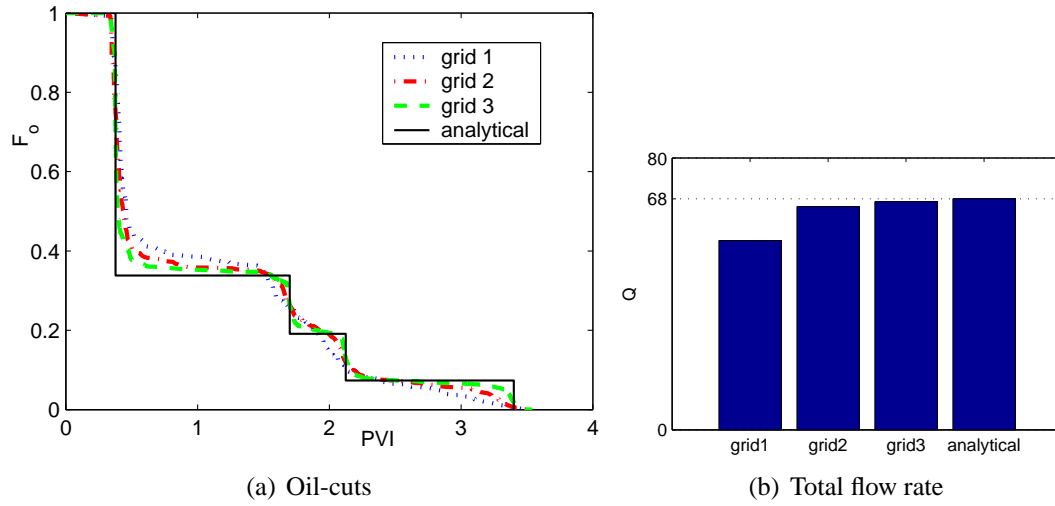 1
0.8
0.6
0.4
0.2
0
F_o
0 1 2 3 4
PVI
grid 1
grid 2
grid 3
analytical
(a) Oil-cuts
80
68
0
Q
grid1 grid2 grid3 analytical
(b) Total flow rate